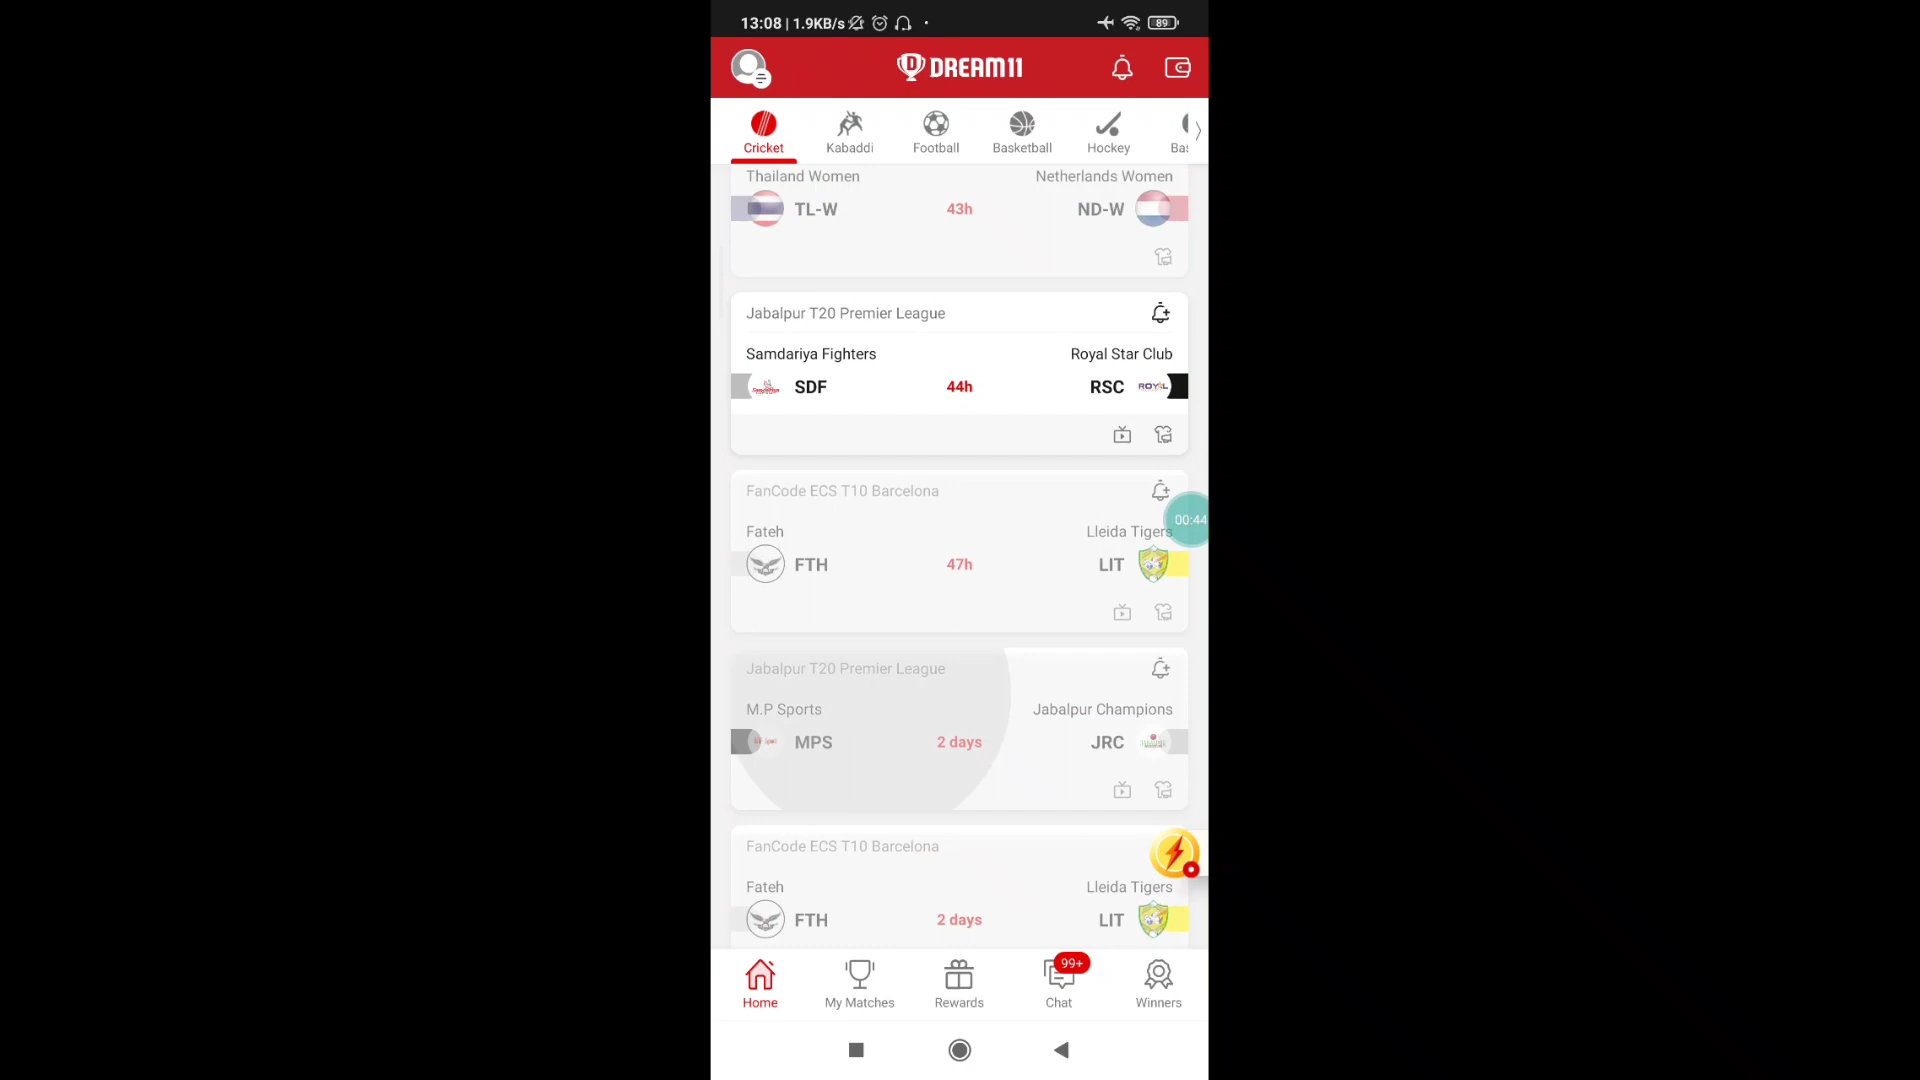 13:08 | 1.9KB/s 89
DREAM11
Cricket Kabaddi Football Basketball Hockey Bas
Thailand Women Netherlands Women
TL-W 43h ND-W
Jabalpur T20 Premier League
Samdariya Fighters Royal Star Club
SDF 44h RSC ROYAL
FanCode ECS T10 Barcelona
00:44
Fateh Lleida Tigers
FTH 47h LIT
Jabalpur T20 Premier League
M.P Sports Jabalpur Champions
MPS 2 days JRC
FanCode ECS T10 Barcelona
Fateh Lleida Tigers
FTH 2 days LIT
99+
Home My Matches Rewards Chat Winners